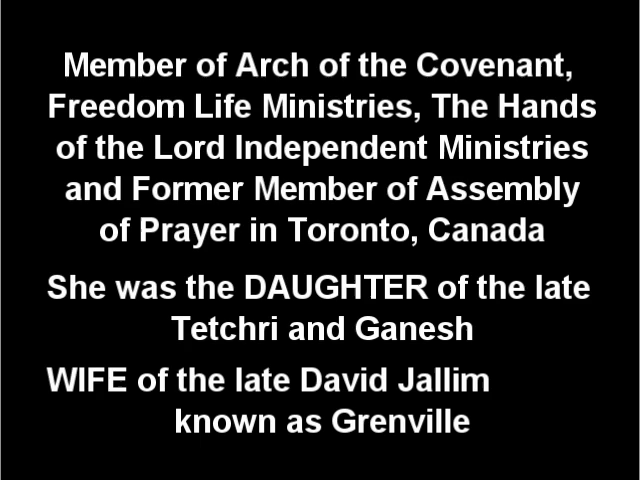 Member of Arch of the Covenant,
Freedom Life Ministries, The Hands
of the Lord Independent Ministries
and Former Member of Assembly
of Prayer in Toronto, Canada
She was the DAUGHTER of the late
Tetchri and Ganesh
WIFE of the late David Jallim
known as Grenville